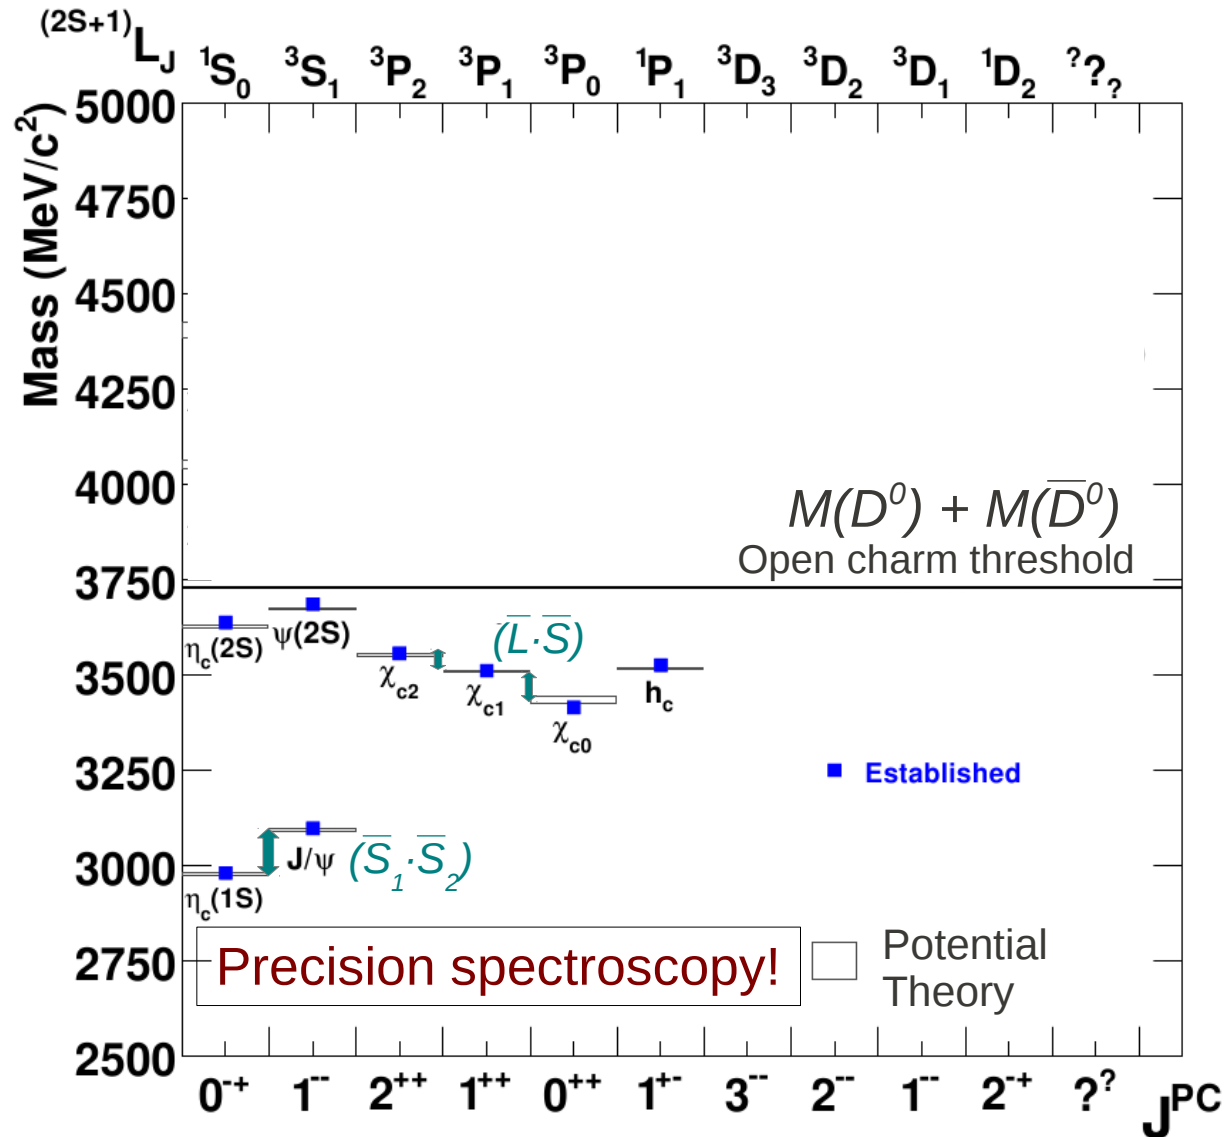 (2S+1)LJ
¹S₀ ³S₁ ³P₂ ³P₁ ³P₀ ¹P₁ ³D₃ ³D₂ ³D₁ ¹D₂ ???
Mass (MeV/c²)
5000
4750
4500
4250
4000
M(D⁰) + M(D̅⁰)
Open charm threshold
3750
ηc(2S)
ψ(2S)
(L̅·S̅)
3500
χc2
χc1
χc0
hc
3250
Established
3000
J/ψ
(S̅₁·S̅₂)
ηc(1S)
2750
Precision spectroscopy!
Potential
Theory
2500
0⁻⁺ 1⁻⁻ 2⁺⁺ 1⁺⁺ 0⁺⁺ 1⁺⁻ 3⁻⁻ 2⁻⁻ 1⁻⁻ 2⁻⁺ ??
JPC